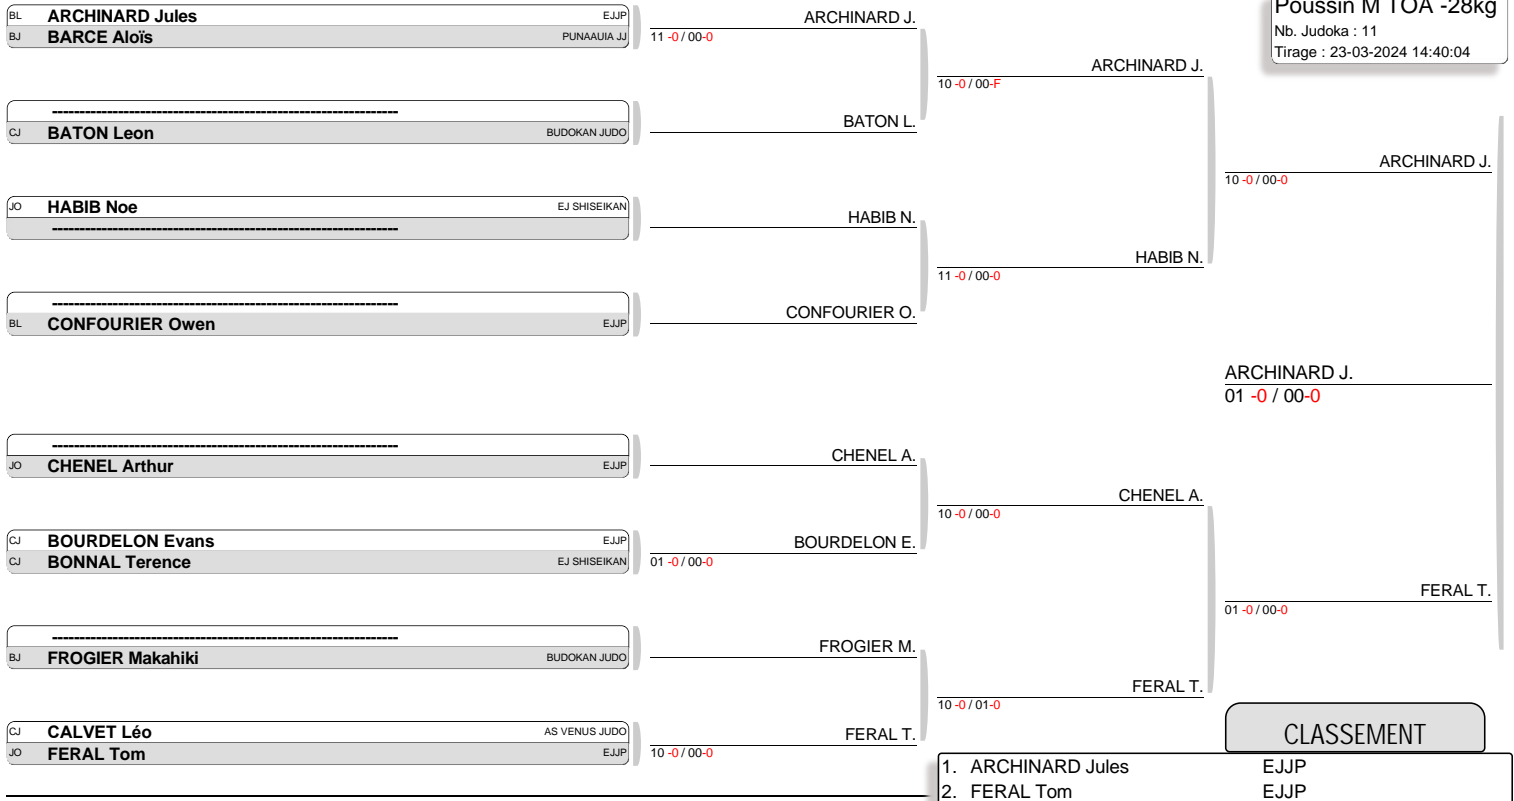 Poussin M TOA -28kg
Nb. Judoka : 11
Tirage : 23-03-2024 14:40:04
BL ARCHINARD Jules EJJP
BJ BARCE Aloïs PUNAAUIA JJ
ARCHINARD J.
11 -0 / 00-0
------------------------------------------------------------------
CJ BATON Leon BUDOKAN JUDO
BATON L.
ARCHINARD J.
10 -0 / 00-F
JO HABIB Noe EJ SHISEIKAN
------------------------------------------------------------------
HABIB N.
------------------------------------------------------------------
BL CONFOURIER Owen EJJP
CONFOURIER O.
HABIB N.
11 -0 / 00-0
ARCHINARD J.
10 -0 / 00-0
ARCHINARD J.
01 -0 / 00-0
------------------------------------------------------------------
JO CHENEL Arthur EJJP
CHENEL A.
CJ BOURDELON Evans EJJP
CJ BONNAL Terence EJ SHISEIKAN
BOURDELON E.
01 -0 / 00-0
CHENEL A.
10 -0 / 00-0
------------------------------------------------------------------
BJ FROGIER Makahiki BUDOKAN JUDO
FROGIER M.
CJ CALVET Léo AS VENUS JUDO
JO FERAL Tom EJJP
FERAL T.
10 -0 / 00-0
FERAL T.
10 -0 / 01-0
FERAL T.
01 -0 / 00-0
CLASSEMENT
1. ARCHINARD Jules EJJP
2. FERAL Tom EJJP